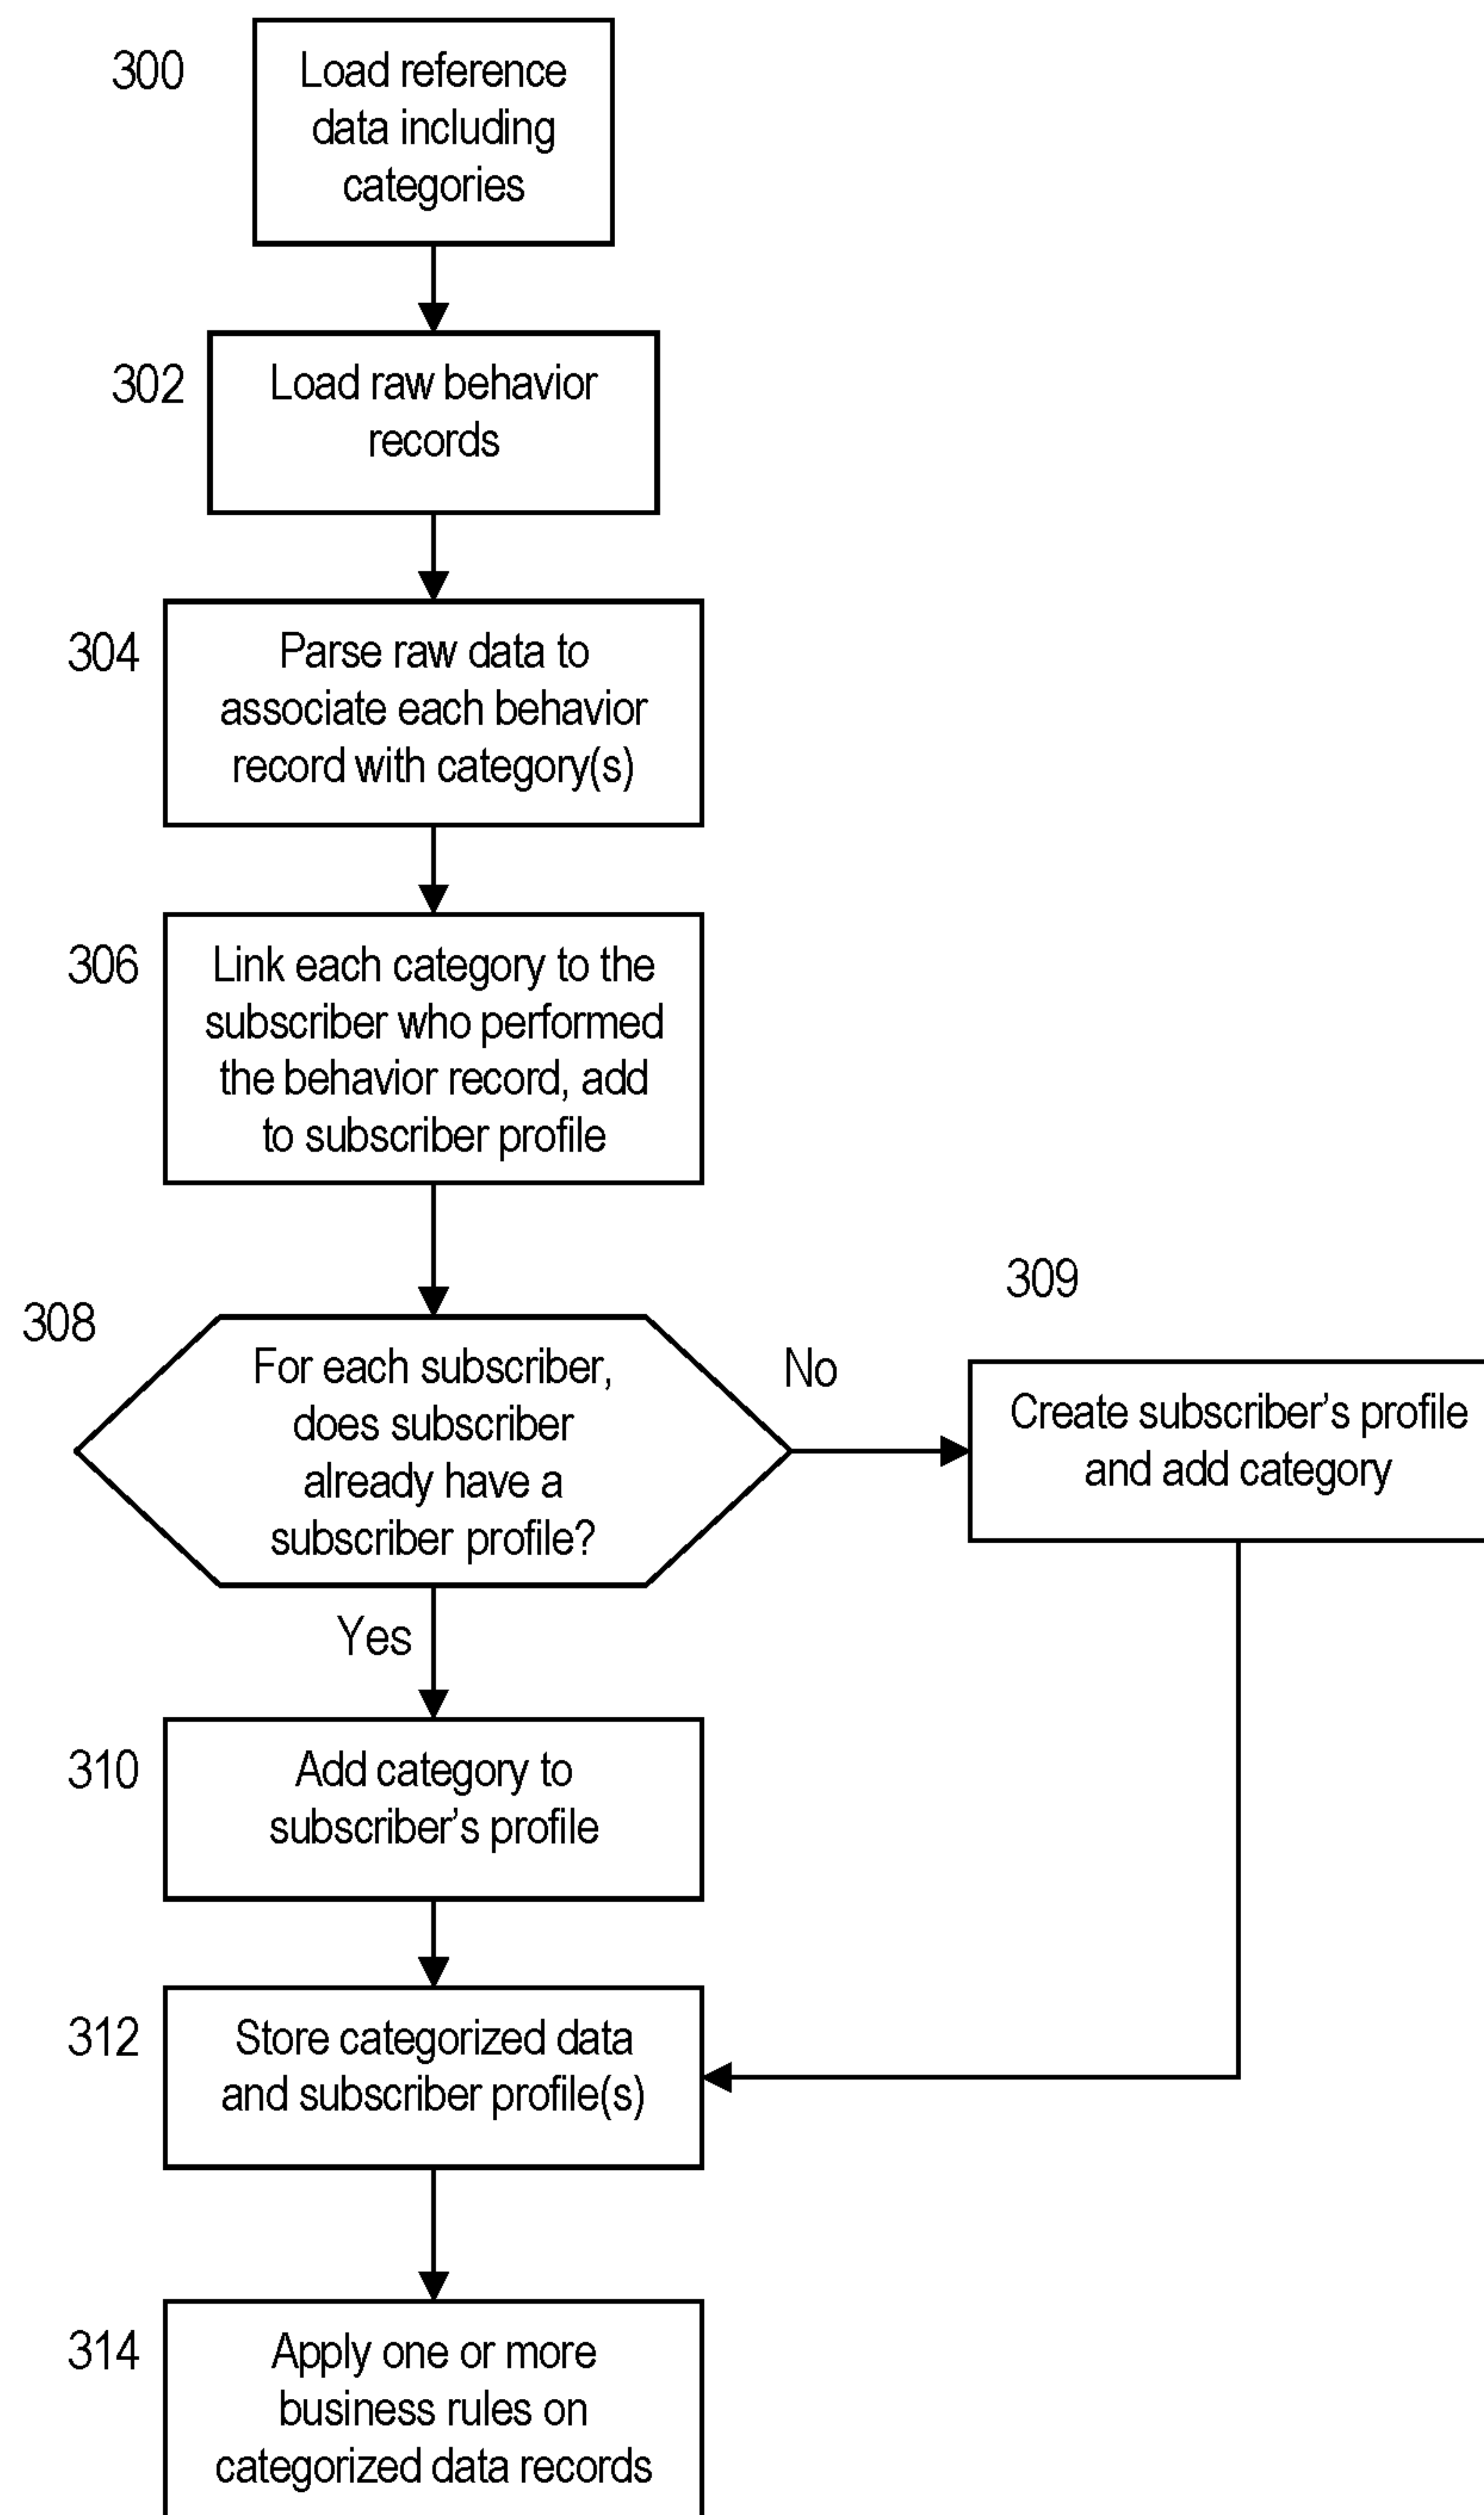 300
Load reference
data including
categories
302
Load raw behavior
records
304
Parse raw data to
associate each behavior
record with category(s)
306
Link each category to the
subscriber who performed
the behavior record, add
to subscriber profile
308
For each subscriber,
does subscriber
already have a
subscriber profile?
No
309
Create subscriber’s profile
and add category
Yes
310
Add category to
subscriber’s profile
312
Store categorized data
and subscriber profile(s)
314
Apply one or more
business rules on
categorized data records